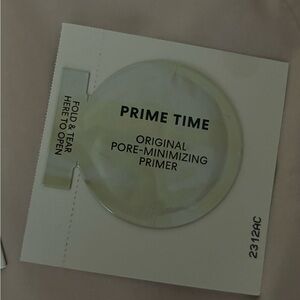 PRIME TIME
ORIGINAL
PORE-MINIMIZING
PRIMER
FOLD & TEAR
HERE TO OPEN
2312AC